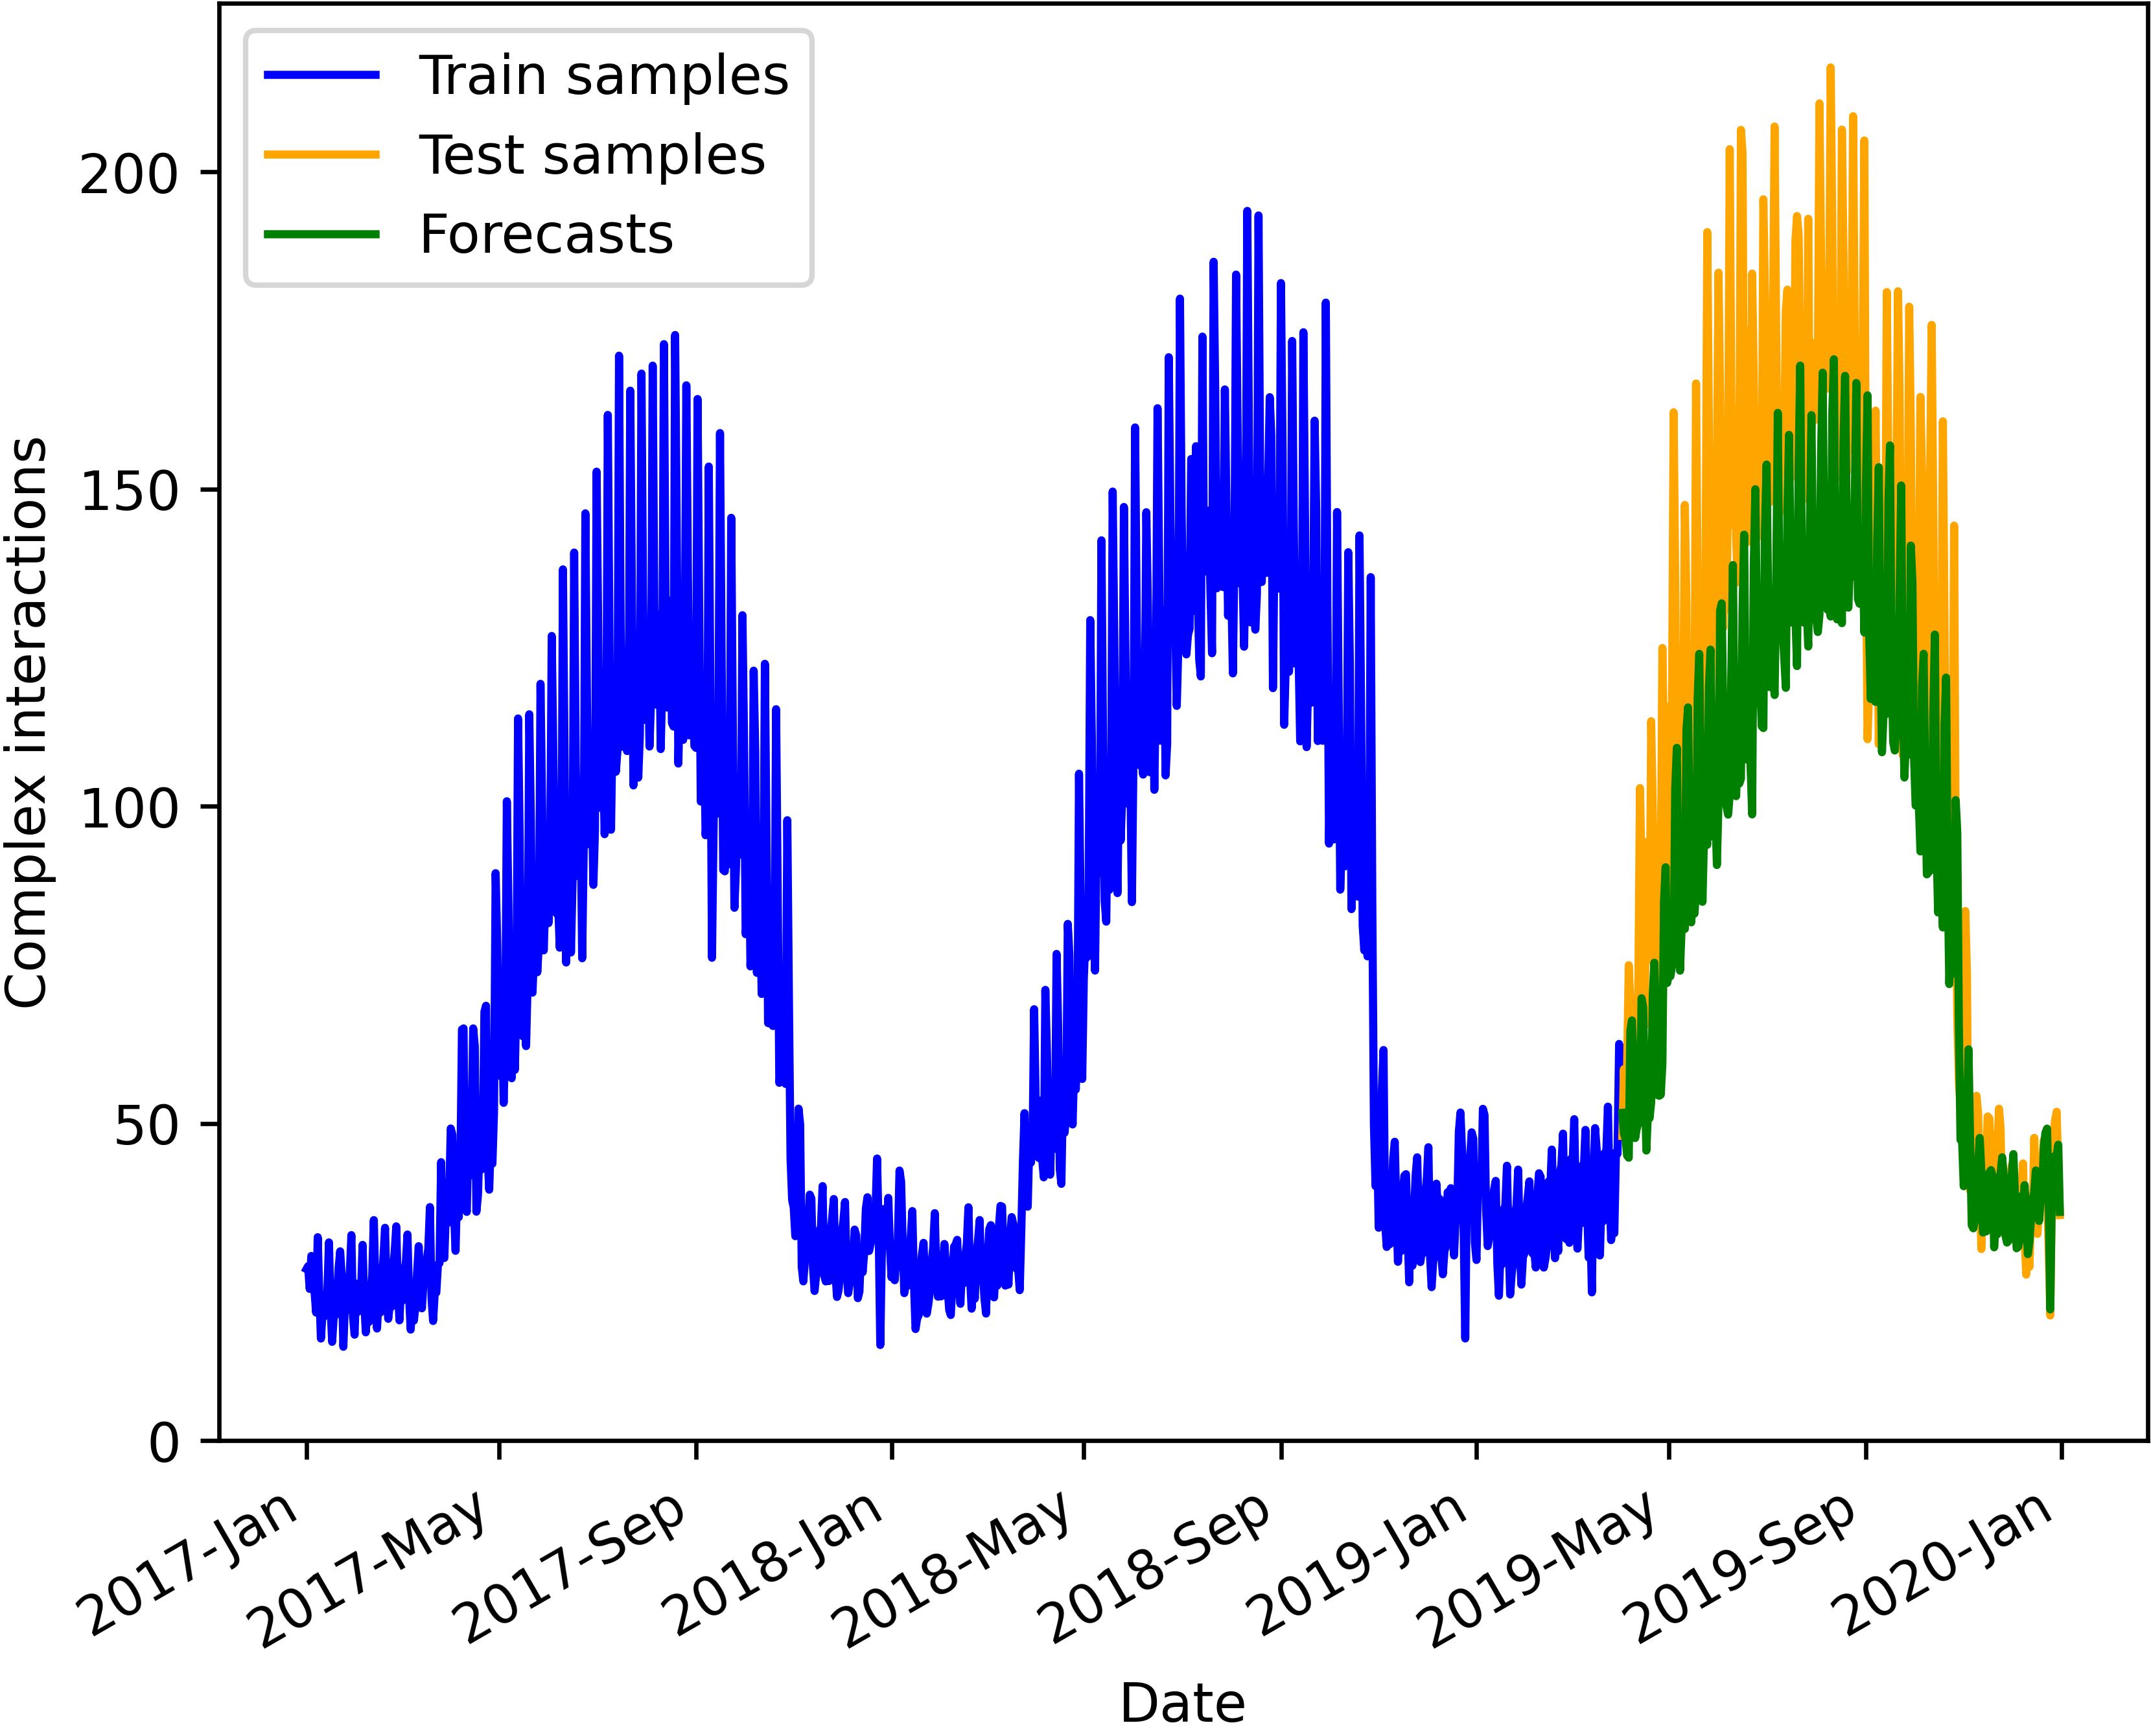 Train samples
Test samples
Forecasts
Complex interactions
200
150
100
50
0
2017-Jan
2017-May
2017-Sep
2018-Jan
2018-May
2018-Sep
2019-Jan
2019-May
2019-Sep
2020-Jan
Date